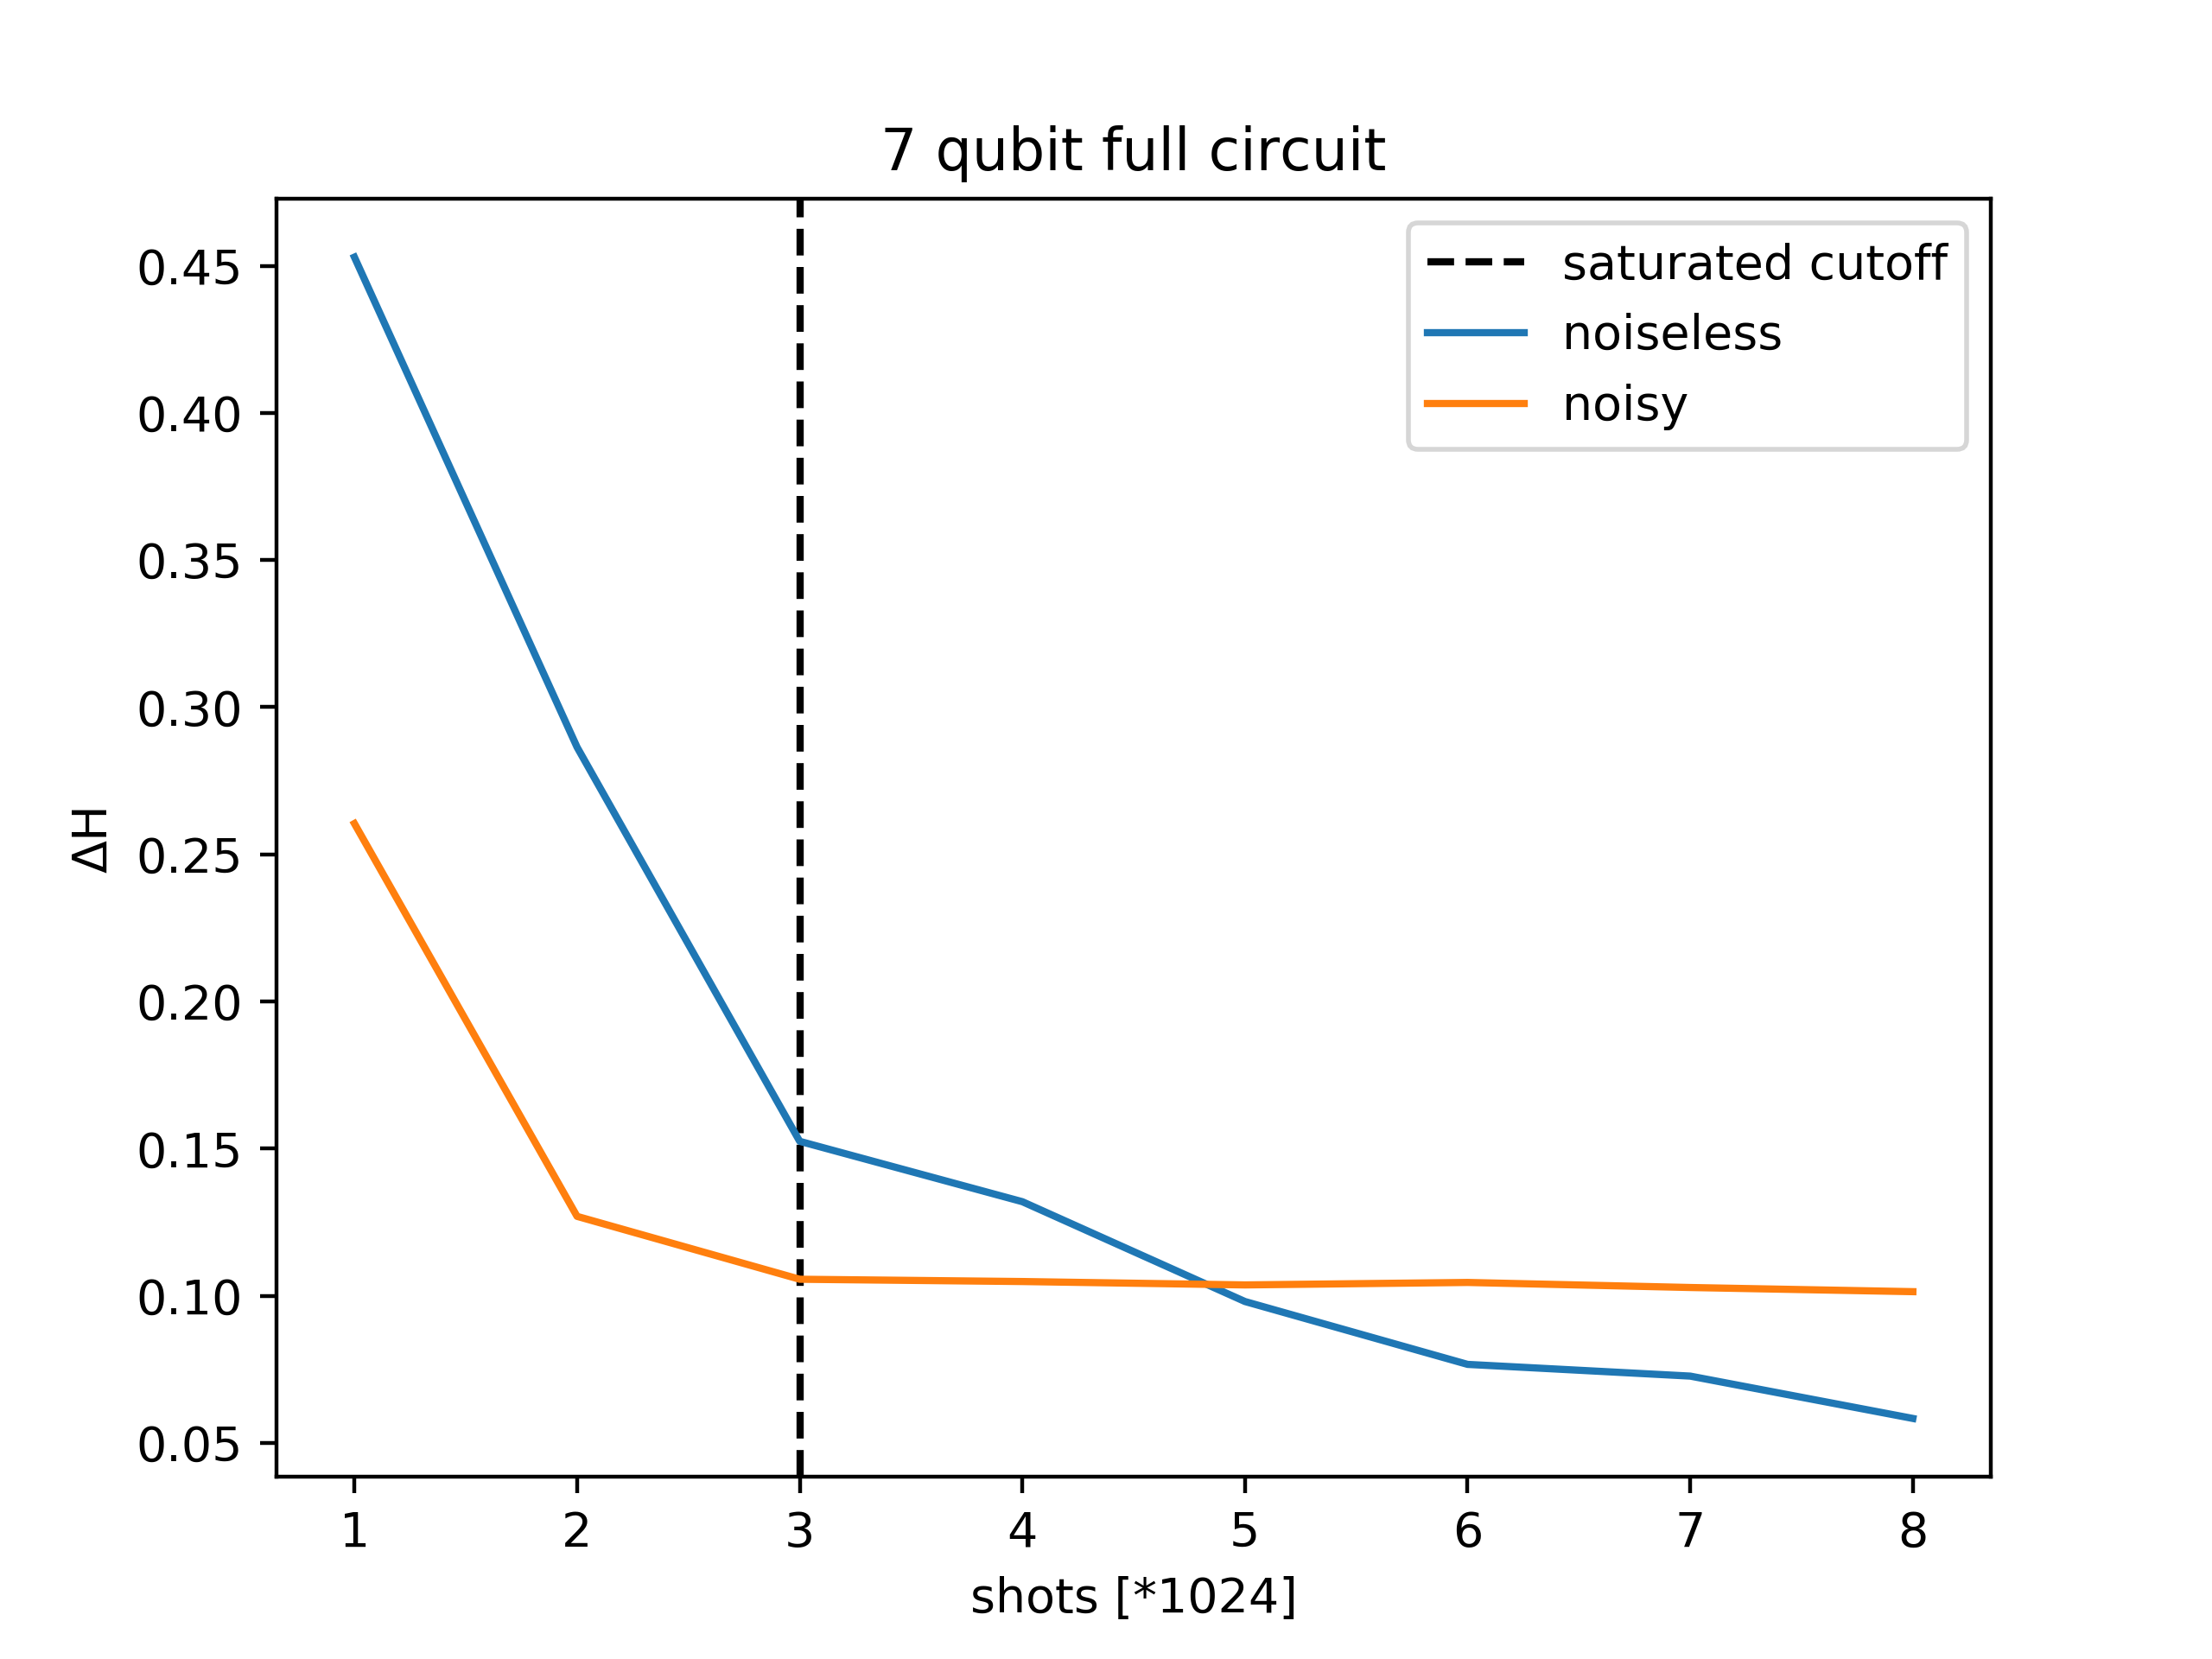 7 qubit full circuit
saturated cutoff
noiseless
noisy
ΔH
0.45
0.40
0.35
0.30
0.25
0.20
0.15
0.10
0.05
1 2 3 4 5 6 7 8
shots [*1024]